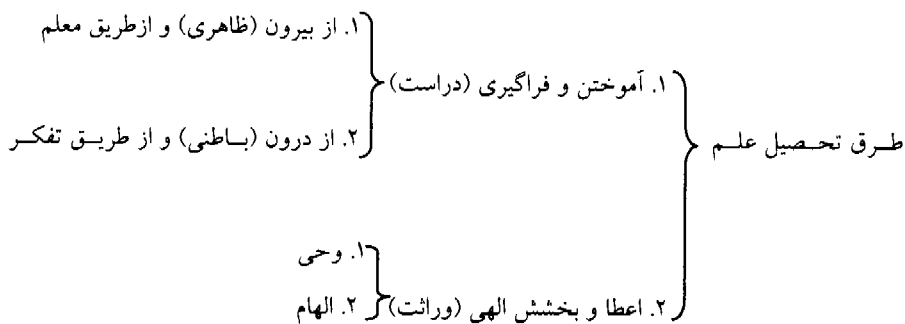 طرق تحصیل علم
۱. آموختن و فراگیری (دراست)
۱. از بیرون (ظاهری) و ازطریق معلم
۲. از درون (باطنی) و از طریق تفکر
۲. اعطا و بخشش الهی (وراثت)
۱. وحی
۲. الهام